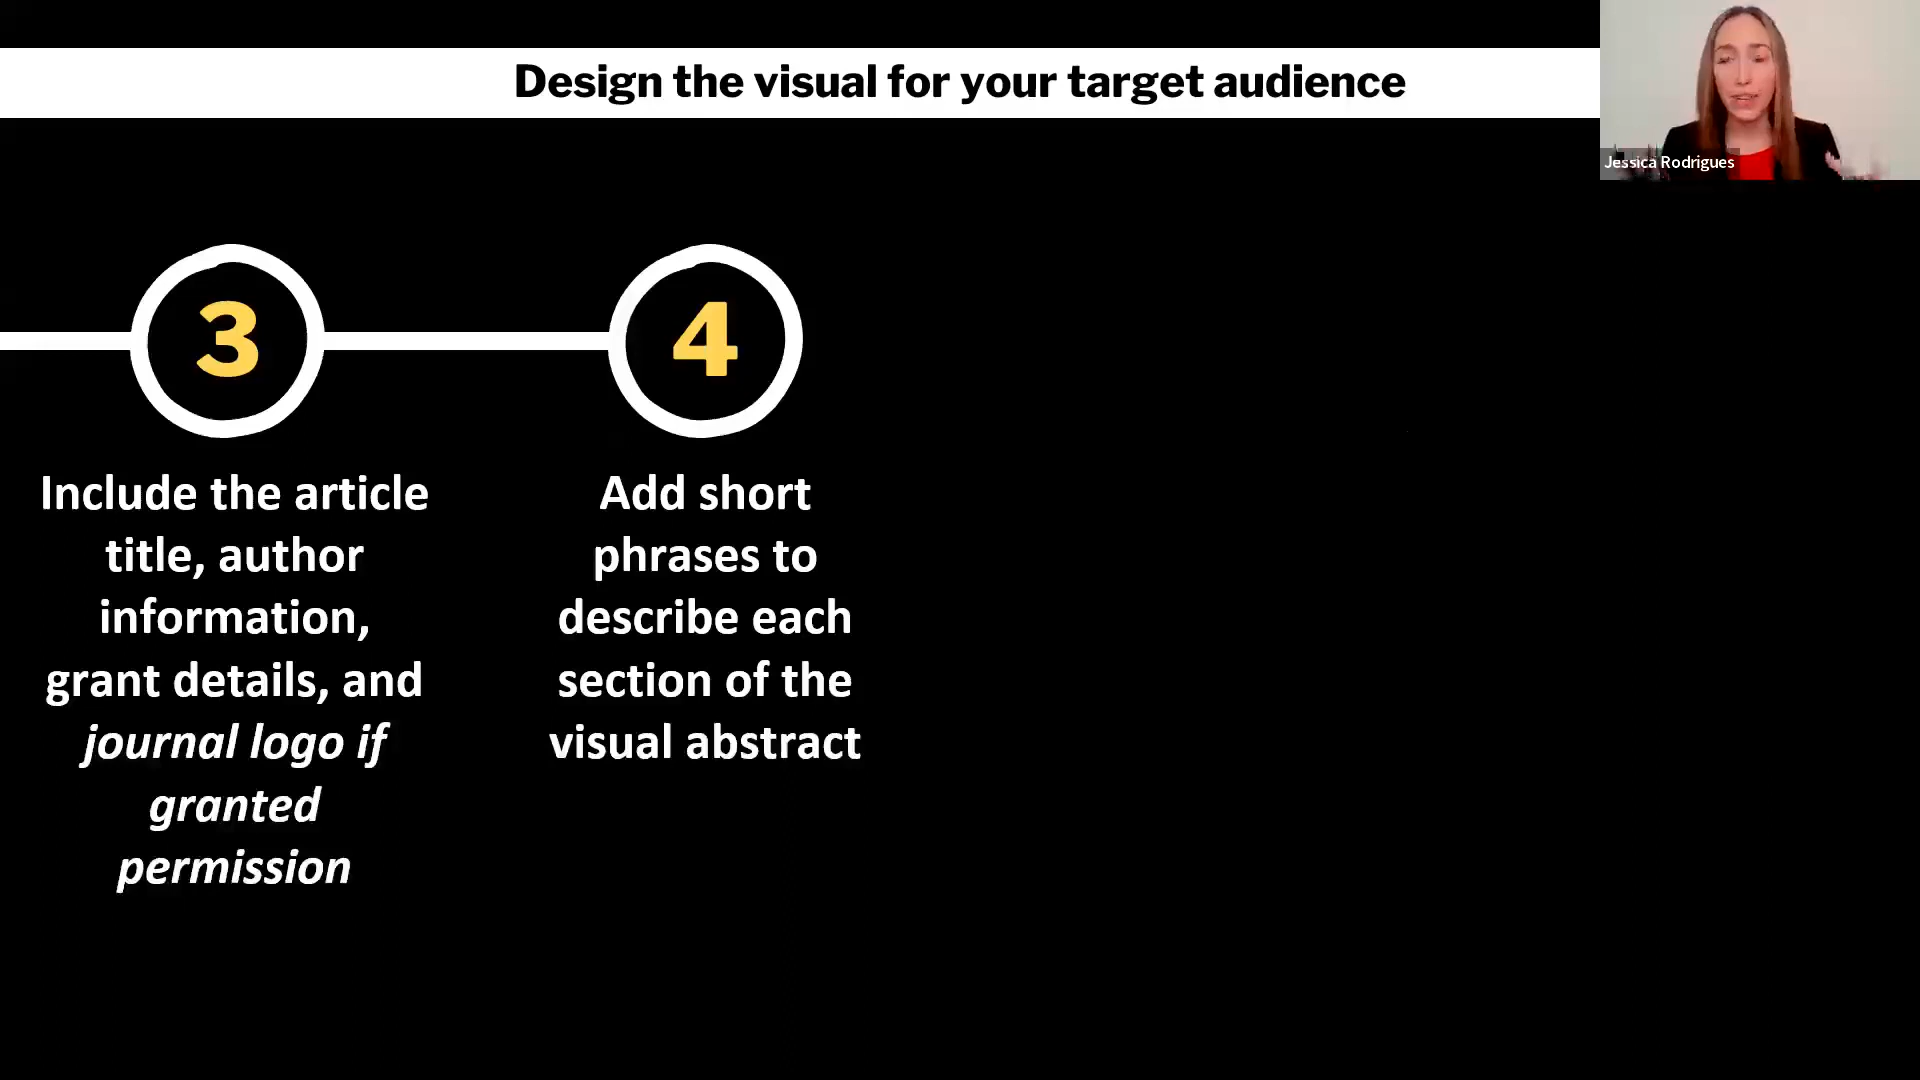 Design the visual for your target audience
Jessica Rodrigues
3
Include the article
title, author
information,
grant details, and
journal logo if
granted
permission
4
Add short
phrases to
describe each
section of the
visual abstract